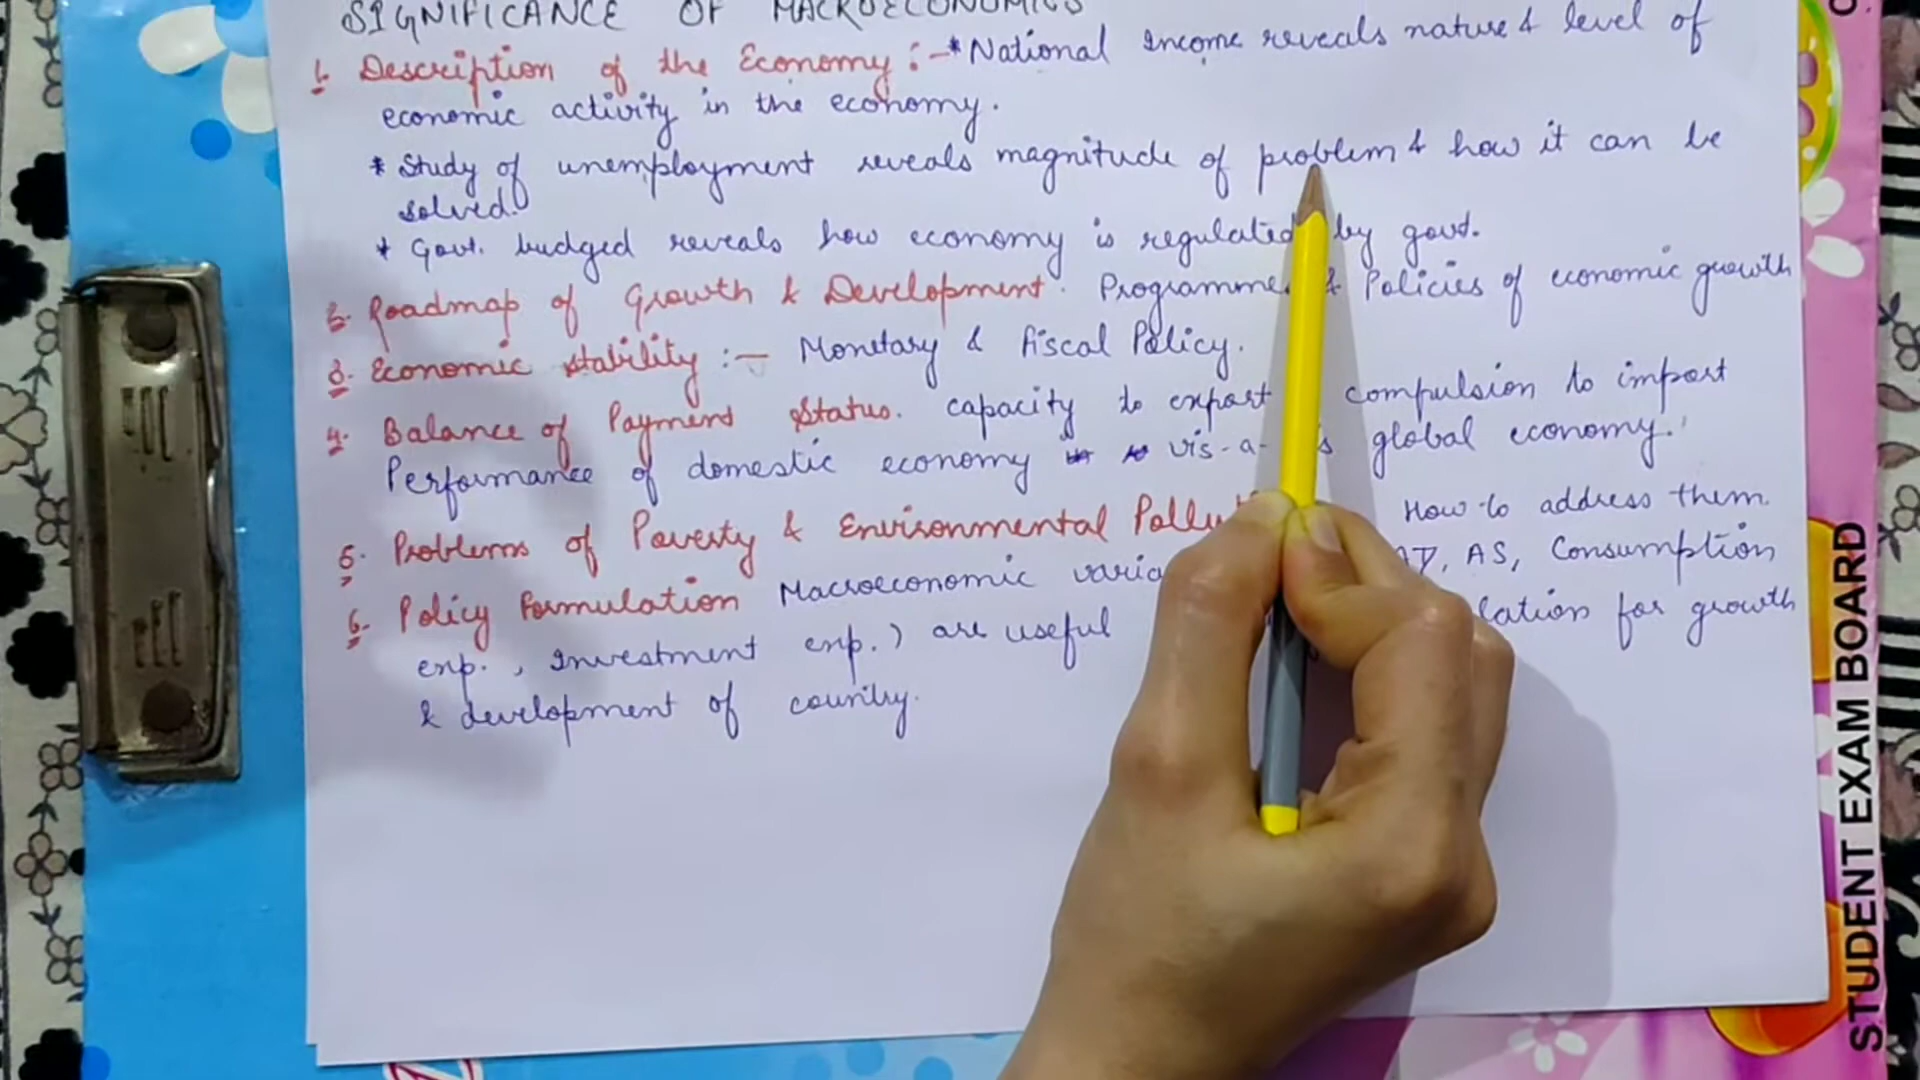 SIGNIFICANCE OF MACROECONOMICS
1. Description of the Economy :- * National Income reveals nature & level of
economic activity in the economy.
* Study of unemployment reveals magnitude of problem & how it can be
solved.
* Govt. budged reveals how economy is regulated by govt.
2. Roadmap of Growth & Development. Programme & Policies of economic growth
3. Economic stability :- Monetary & Fiscal Policy.
4. Balance of Payment Status. capacity to export compulsion to import
Performance of domestic economy vis-a- global economy.
5. Problems of Poverty & Environmental How to address them
6. Policy Formulation Macroeconomic AS, Consumption
exp., Investment exp.) are useful for growth
& development of country.
STUDENT EXAM BOARD